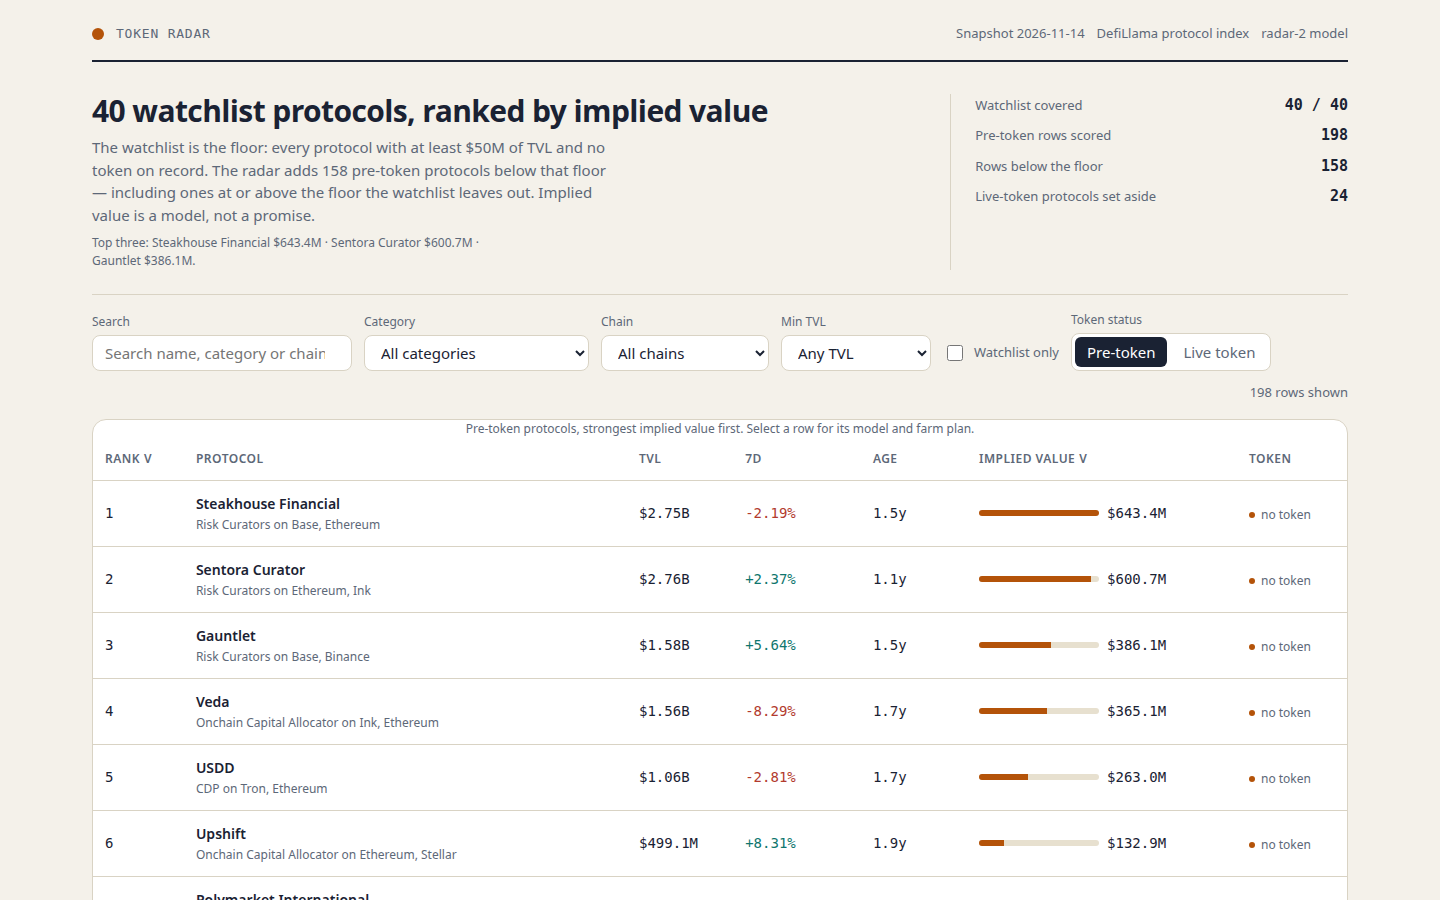 TOKEN RADAR
Snapshot 2026-11-14 DefiLlama protocol index radar-2 model
40 watchlist protocols, ranked by implied value
The watchlist is the floor: every protocol with at least $50M of TVL and no
token on record. The radar adds 158 pre-token protocols below that floor
— including ones at or above the floor the watchlist leaves out. Implied
value is a model, not a promise.
Top three: Steakhouse Financial $643.4M · Sentora Curator $600.7M ·
Gauntlet $386.1M.
Watchlist covered 40 / 40
Pre-token rows scored 198
Rows below the floor 158
Live-token protocols set aside 24
Search Category Chain Min TVL Token status
Search name, category or chain All categories All chains Any TVL Watchlist only Pre-token Live token
198 rows shown
Pre-token protocols, strongest implied value first. Select a row for its model and farm plan.
RANK V PROTOCOL TVL 7D AGE IMPLIED VALUE V TOKEN
1 Steakhouse Financial $2.75B -2.19% 1.5y $643.4M no token
Risk Curators on Base, Ethereum
2 Sentora Curator $2.76B +2.37% 1.1y $600.7M no token
Risk Curators on Ethereum, Ink
3 Gauntlet $1.58B +5.64% 1.5y $386.1M no token
Risk Curators on Base, Binance
4 Veda $1.56B -8.29% 1.7y $365.1M no token
Onchain Capital Allocator on Ink, Ethereum
5 USDD $1.06B -2.81% 1.7y $263.0M no token
CDP on Tron, Ethereum
6 Upshift $499.1M +8.31% 1.9y $132.9M no token
Onchain Capital Allocator on Ethereum, Stellar
Polymarket International